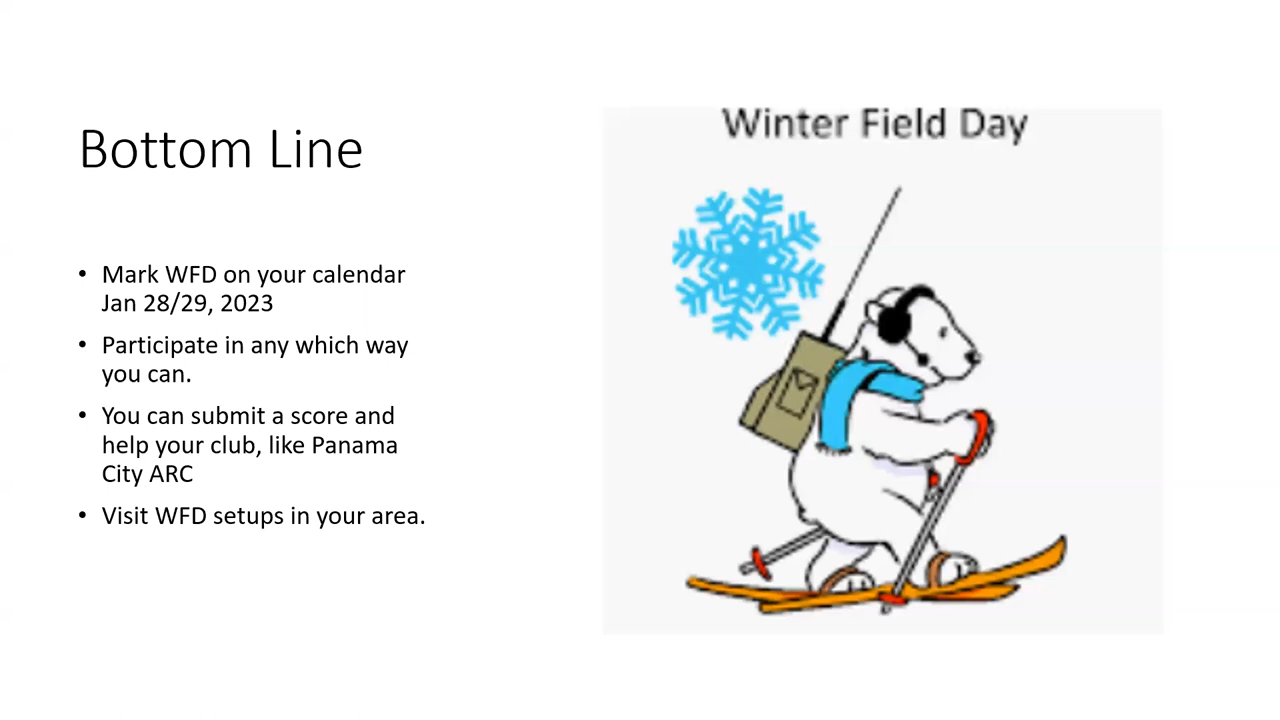 Bottom Line
• Mark WFD on your calendar
Jan 28/29, 2023
• Participate in any which way
you can.
• You can submit a score and
help your club, like Panama
City ARC
• Visit WFD setups in your area.
Winter Field Day